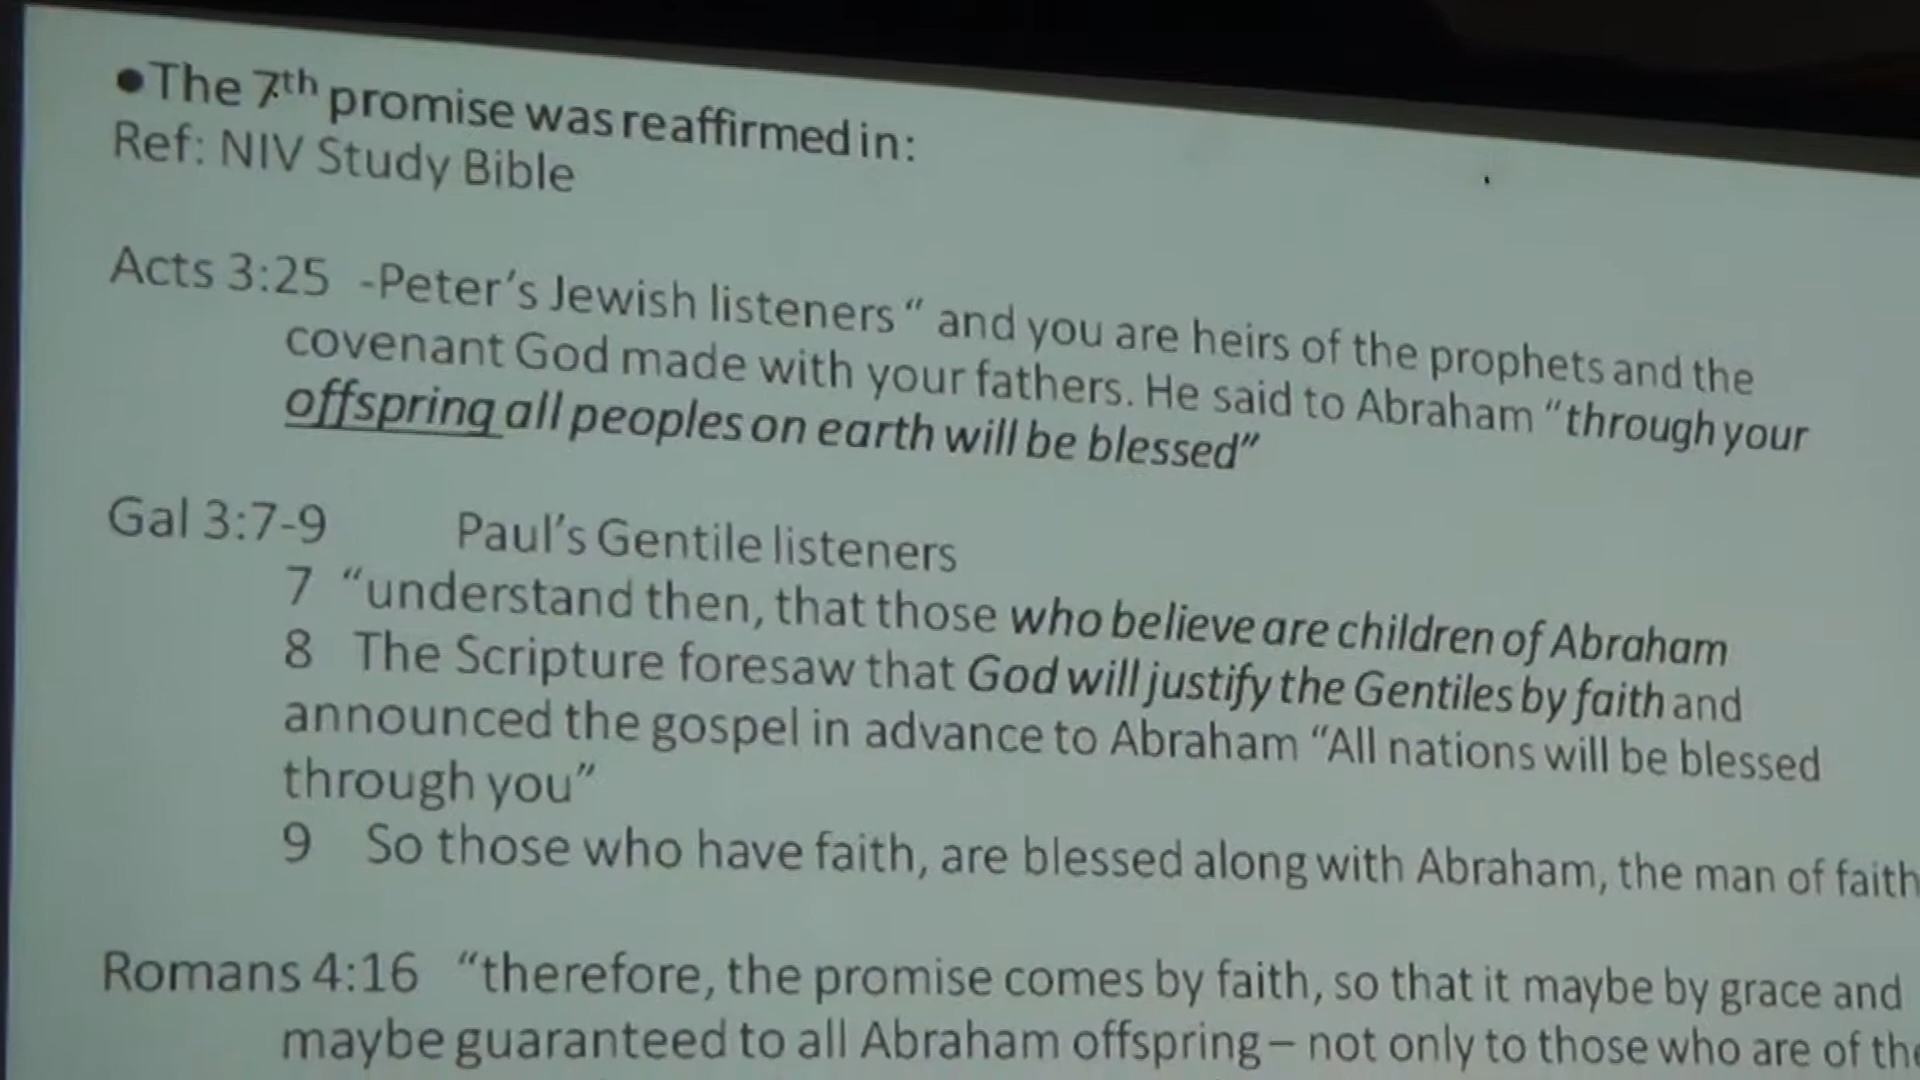 ●The 7th promise was reaffirmed in:
Ref: NIV Study Bible
Acts 3:25 -Peter's Jewish listeners “ and you are heirs of the prophets and the
covenant God made with your fathers. He said to Abraham “through your
offspring all peoples on earth will be blessed”
Gal 3:7-9 Paul's Gentile listeners
7 “understand then, that those who believe are children of Abraham
8 The Scripture foresaw that God will justify the Gentiles by faith and
announced the gospel in advance to Abraham “All nations will be blessed
through you”
9 So those who have faith, are blessed along with Abraham, the man of faith
Romans 4:16 “therefore, the promise comes by faith, so that it maybe by grace and
maybe guaranteed to all Abraham offspring – not only to those who are of the